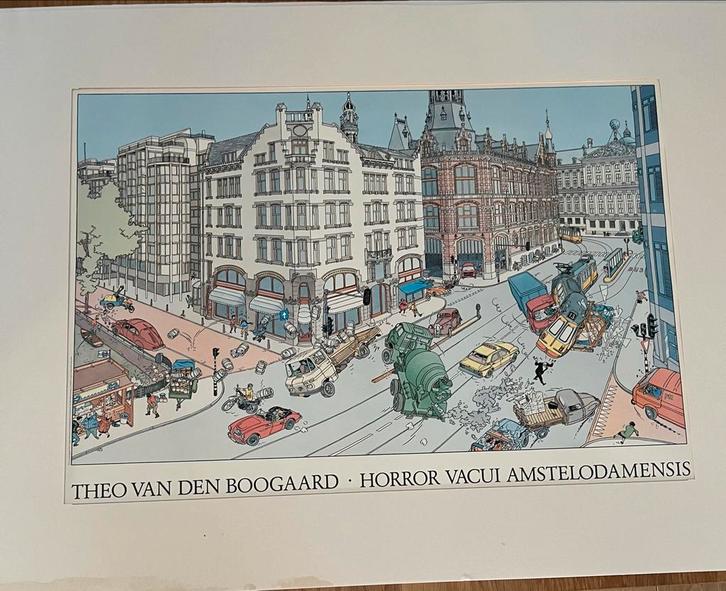 THEO VAN DEN BOOGAARD · HORROR VACUI AMSTELODAMENSIS